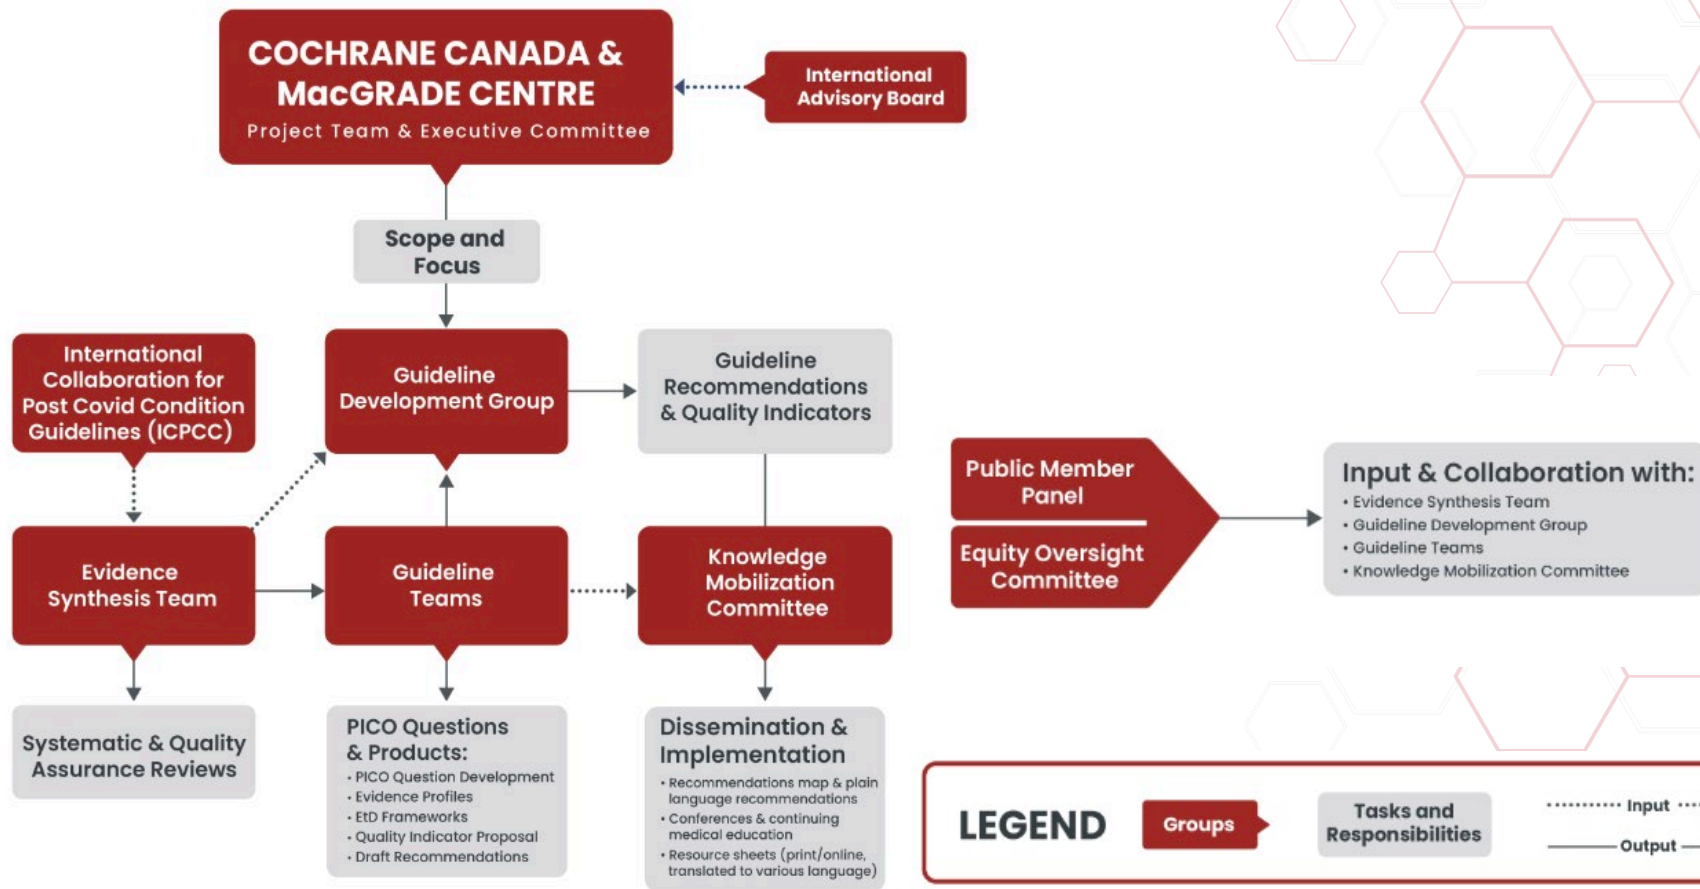 COCHRANE CANADA &
MacGRADE CENTRE
Project Team & Executive Committee
International
Advisory Board
Scope and
Focus
International
Collaboration for
Post Covid Condition
Guidelines (ICPCC)
Guideline
Development Group
Guideline
Recommendations
& Quality Indicators
Evidence
Synthesis Team
Guideline
Teams
Knowledge
Mobilization
Committee
Systematic & Quality
Assurance Reviews
PICO Questions
& Products:
• PICO Question Development
• Evidence Profiles
• EtD Frameworks
• Quality Indicator Proposal
• Draft Recommendations
Dissemination &
Implementation
• Recommendations map & plain
language recommendations
• Conferences & continuing
medical education
• Resource sheets (print/online,
translated to various language)
Public Member
Panel
Equity Oversight
Committee
Input & Collaboration with:
• Evidence Synthesis Team
• Guideline Development Group
• Guideline Teams
• Knowledge Mobilization Committee
LEGEND
Groups
Tasks and
Responsibilities
Input
Output